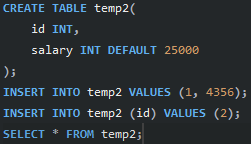 CREATE TABLE temp2(
    id INT,
    salary INT DEFAULT 25000
);
INSERT INTO temp2 VALUES (1, 4356);
INSERT INTO temp2 (id) VALUES (2);
SELECT * FROM temp2;